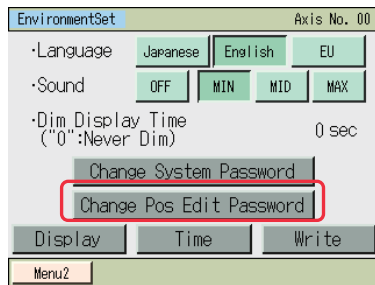 EnvironmentSet Axis No. 00
·Language Japanese English EU
·Sound OFF MIN MID MAX
·Dim Display Time
("0":Never Dim) 0 sec
Change System Password
Change Pos Edit Password
Display Time Write
Menu2